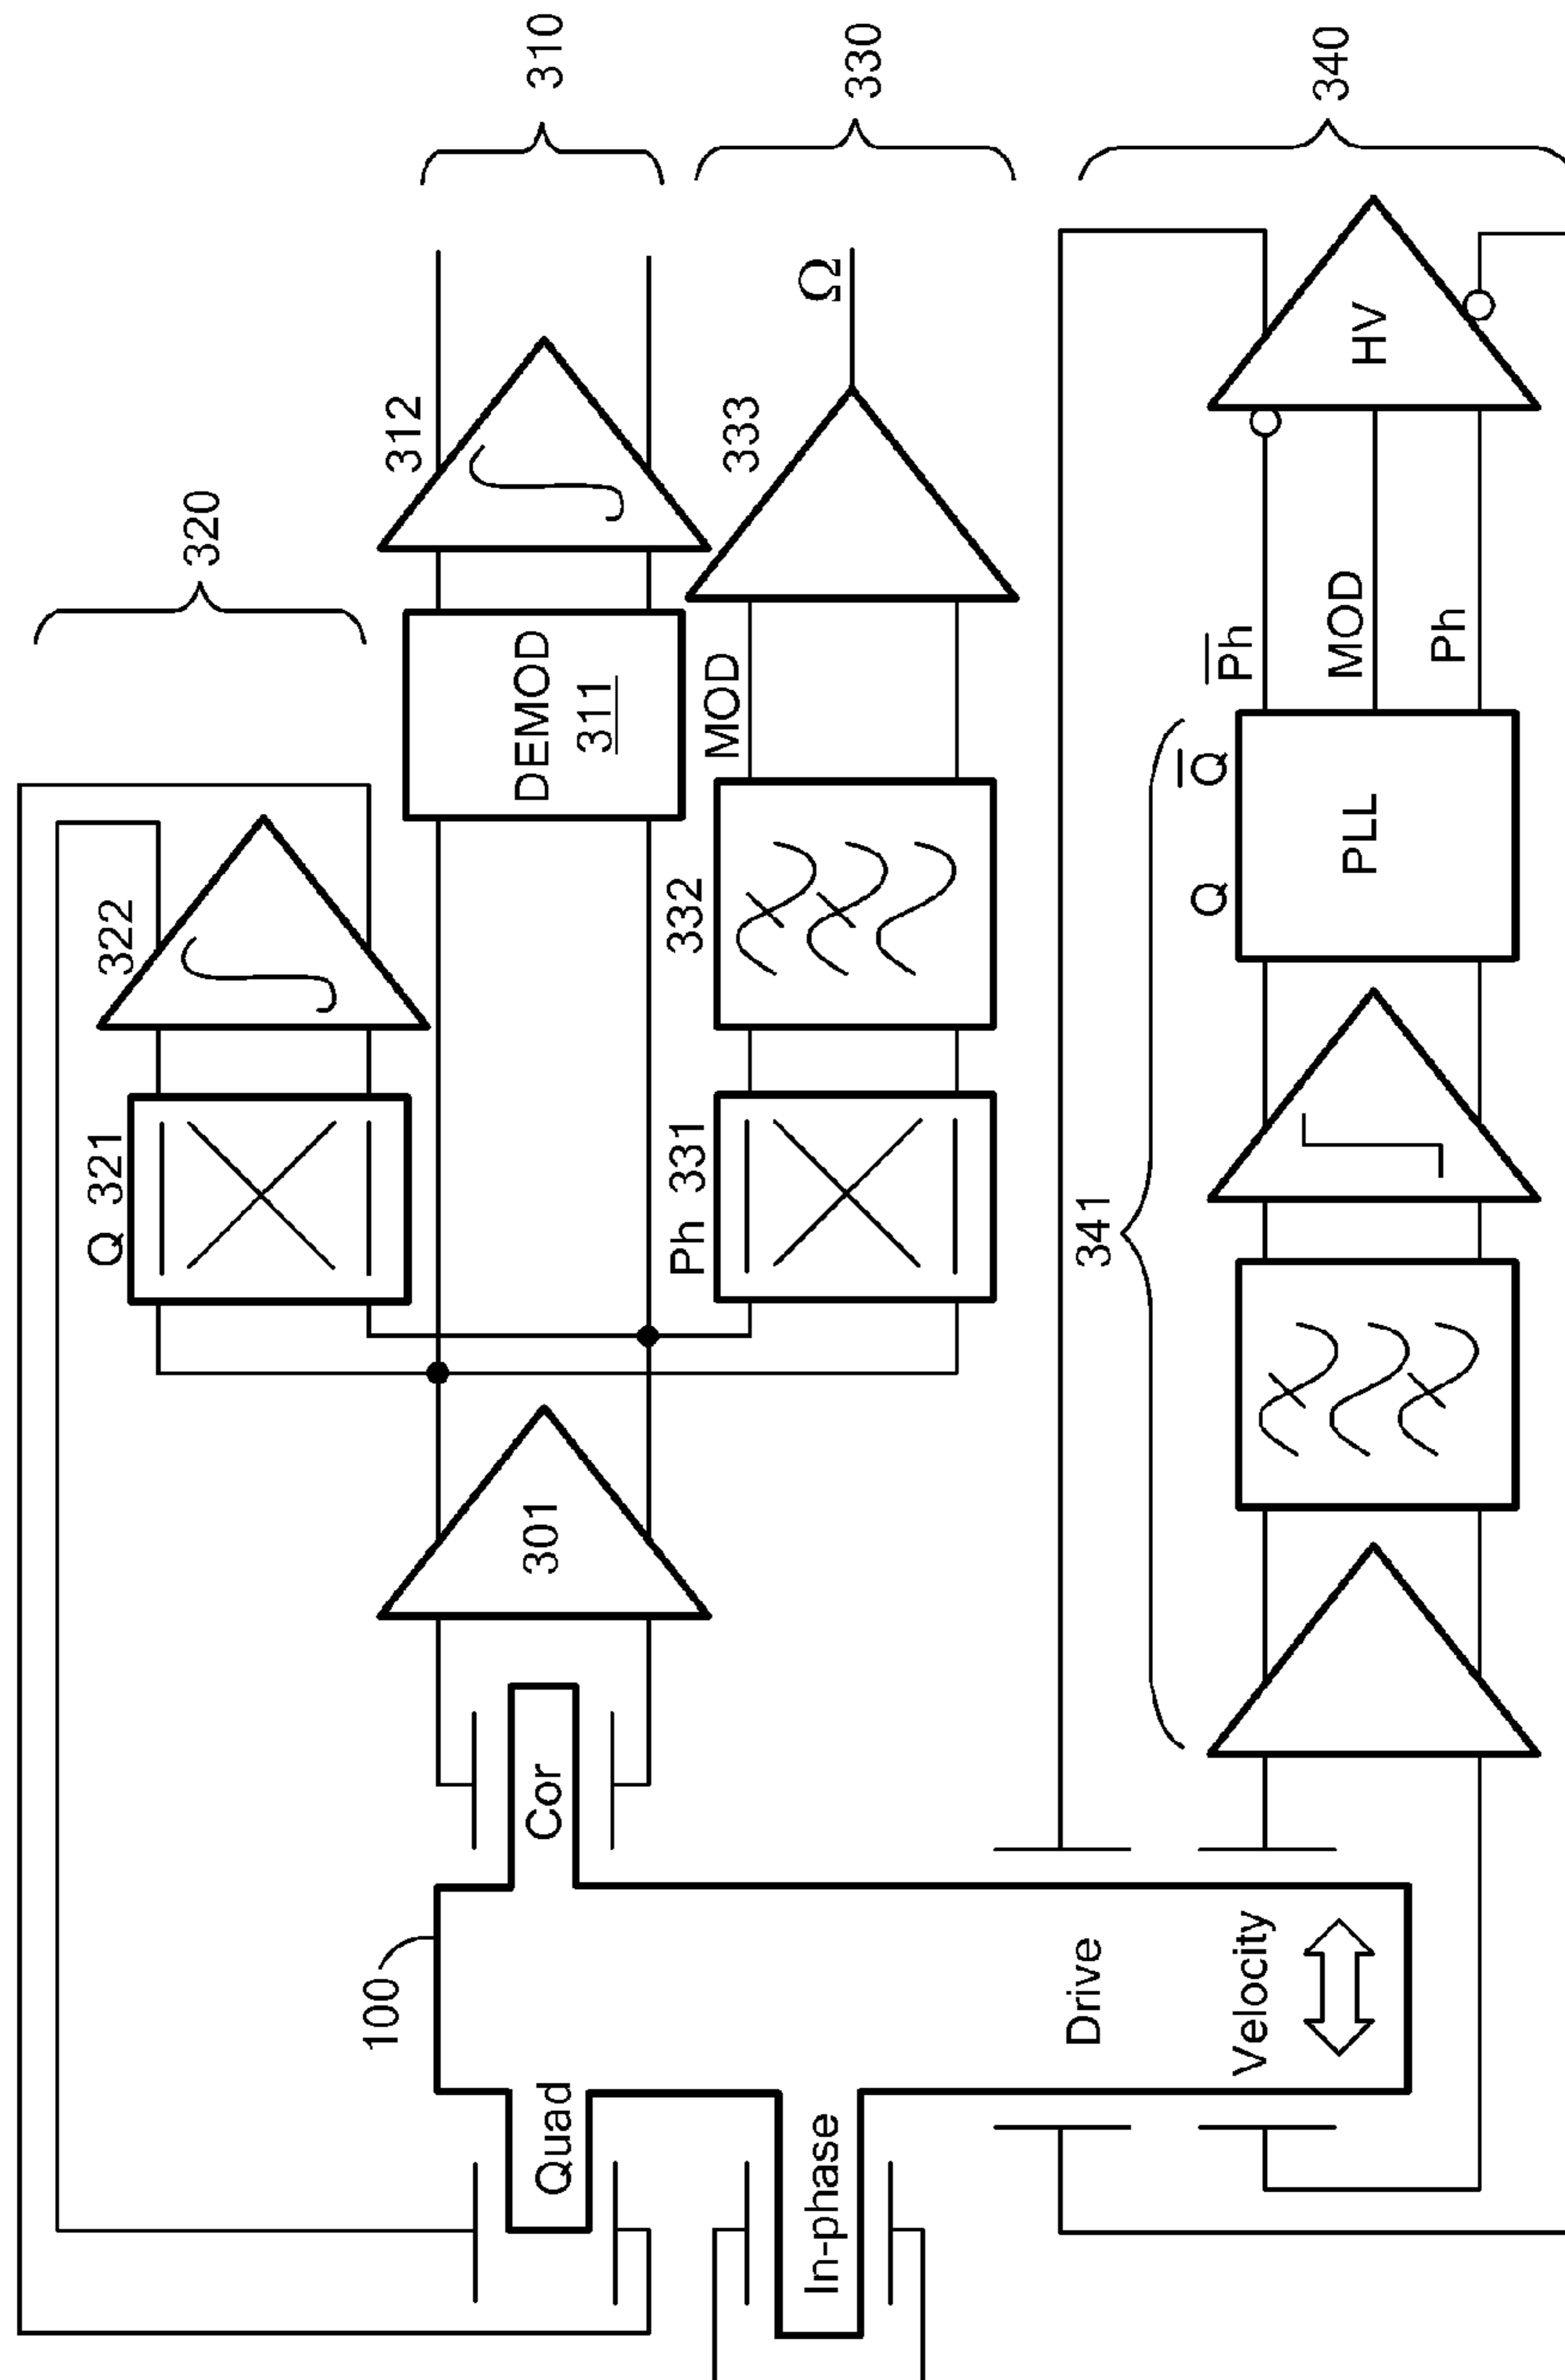 320
Q 321
322
310
312
DEMOD
311
301
100
Quad
Cor
330
Ph 331
332
MOD
333
Ω
In-phase
Drive
Velocity
340
341
Q
Q̅
PLL
P̅h̅
MOD
Ph
HV